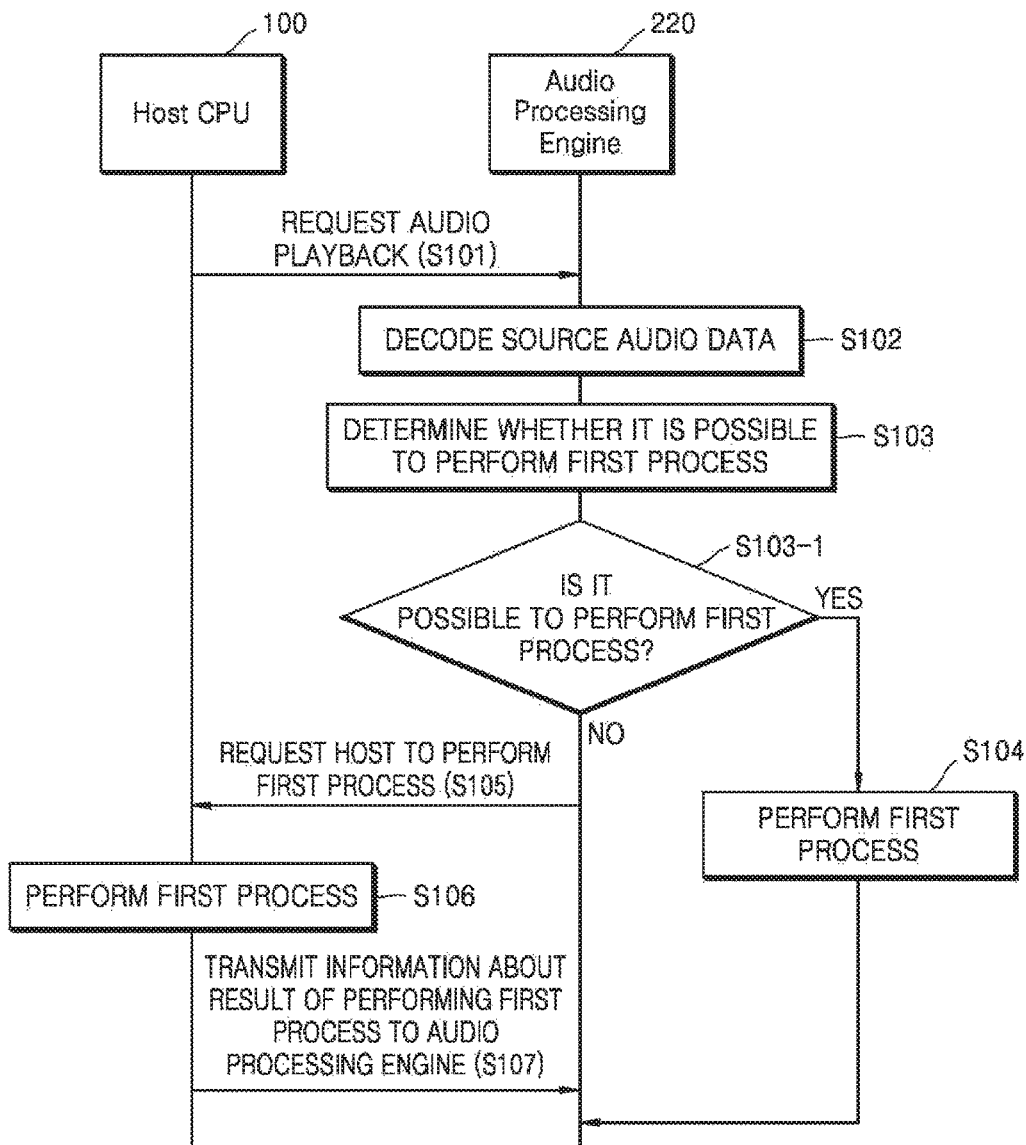 100
220
Host CPU
Audio
Processing
Engine
REQUEST AUDIO
PLAYBACK (S101)
DECODE SOURCE AUDIO DATA
S102
DETERMINE WHETHER IT IS POSSIBLE
TO PERFORM FIRST PROCESS
S103
S103-1
IS IT
POSSIBLE TO PERFORM FIRST
PROCESS?
YES
NO
REQUEST HOST TO PERFORM
FIRST PROCESS (S105)
S104
PERFORM FIRST
PROCESS
PERFORM FIRST PROCESS
S106
TRANSMIT INFORMATION ABOUT
RESULT OF PERFORMING FIRST
PROCESS TO AUDIO
PROCESSING ENGINE (S107)